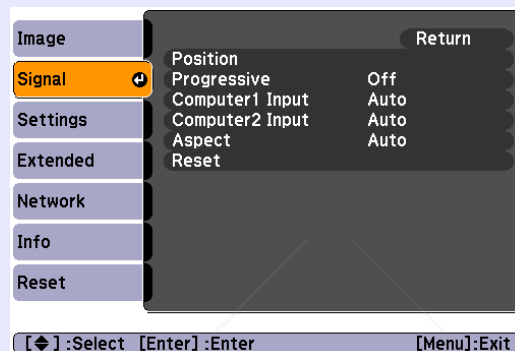 Image
Signal
Settings
Extended
Network
Info
Reset
Return
Position
Progressive Off
Computer1 Input Auto
Computer2 Input Auto
Aspect Auto
Reset
[◆] :Select [Enter] :Enter [Menu]:Exit